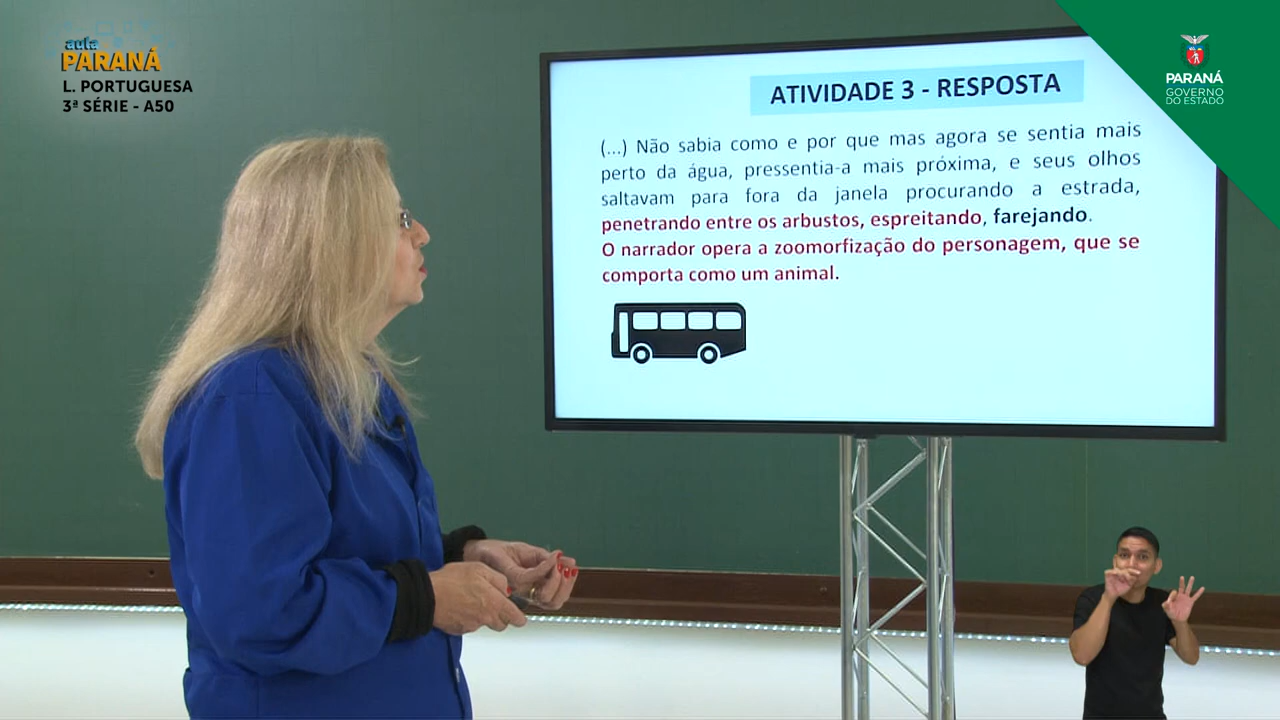 aula
PARANÁ
L. PORTUGUESA
3ª SÉRIE - A50
ATIVIDADE 3 - RESPOSTA
(...) Não sabia como e por que mas agora se sentia mais
perto da água, pressentia-a mais próxima, e seus olhos
saltavam para fora da janela procurando a estrada,
penetrando entre os arbustos, espreitando, farejando.
O narrador opera a zoomorfização do personagem, que se
comporta como um animal.
PARANÁ
GOVERNO
DO ESTADO